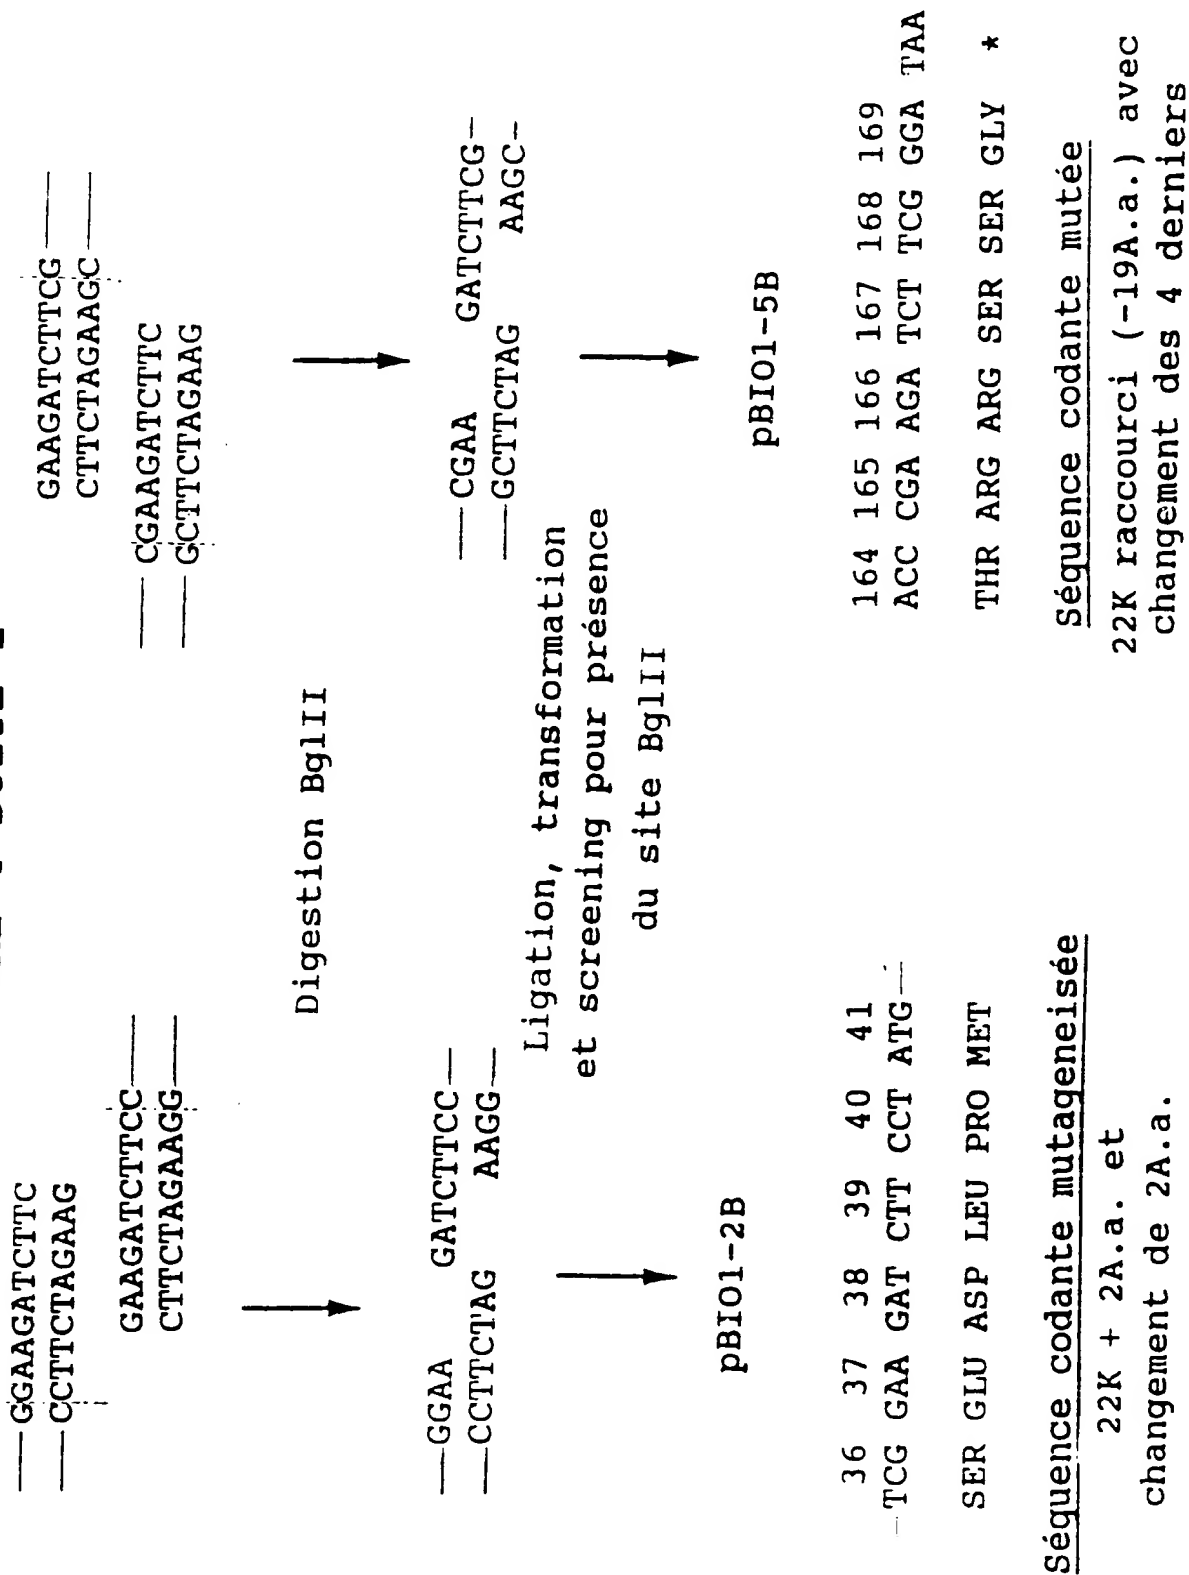 ——GGAAGATCTTC
——CCTTCTAGAAG
GAAGATCTTCC——
CTTCTAGAAGG——
GAAGATCTTCG——
CTTCTAGAAGC——
——CGAAGATCTTC
——GCTTCTAGAAG
Digestion BglII
——GGAA GATCTTCC——
——CCTTCTAG AAGG——
——CGAA GATCTTCG—
——GCTTCTAG AAGC—
Ligation, transformation
et screening pour présence
du site BglII
pBIO1-2B
pBIO1-5B
36 37 38 39 40 41
—TCG GAA GAT CTT CCT ATG—
SER GLU ASP LEU PRO MET
Séquence codante mutageneisée
22K + 2A.a. et
changement de 2A.a.
164 165 166 167 168 169
ACC CGA AGA TCT TCG GGA TAA
THR ARG ARG SER SER GLY *
Séquence codante mutée
22K raccourci (-19A.a.) avec
changement des 4 derniers